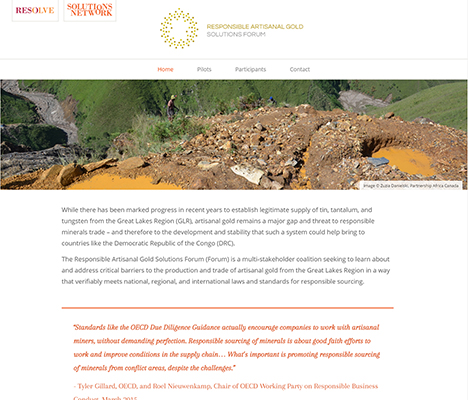 RESOLVE
SOLUTIONS
NETWORK
RESPONSIBLE ARTISANAL GOLD
SOLUTIONS FORUM
Home Pilots Participants Contact
Image © Zuzia Danielski, Partnership Africa Canada
While there has been marked progress in recent years to establish legitimate supply of tin, tantalum, and
tungsten from the Great Lakes Region (GLR), artisanal gold remains a major gap and threat to responsible
minerals trade – and therefore to the development and stability that such a system could help bring to
countries like the Democratic Republic of the Congo (DRC).
The Responsible Artisanal Gold Solutions Forum (Forum) is a multi-stakeholder coalition seeking to learn about
and address critical barriers to the production and trade of artisanal gold from the Great Lakes Region in a way
that verifiably meets national, regional, and international laws and standards for responsible sourcing.
"Standards like the OECD Due Diligence Guidance actually encourage companies to work with artisanal
miners, without demanding perfection. Responsible sourcing of minerals is about good faith efforts to
work and improve conditions in the supply chain… What's important is promoting responsible sourcing
of minerals from conflict areas, despite the challenges."
- Tyler Gillard, OECD, and Roel Nieuwenkamp, Chair of OECD Working Party on Responsible Business
Conduct, March 2015